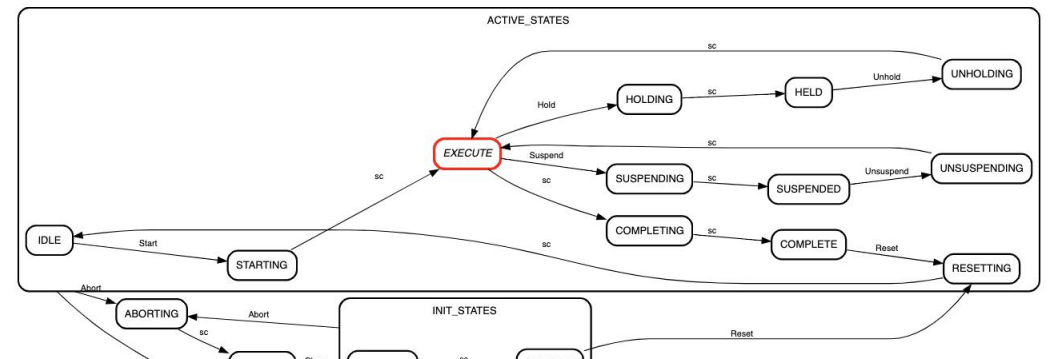 ACTIVE_STATES
sc
UNHOLDING
Unhold
HELD
sc
HOLDING
Hold
sc
EXECUTE
Suspend
sc
SUSPENDING
sc
SUSPENDED
Unsuspend
UNSUSPENDING
sc
COMPLETING
sc
COMPLETE
Reset
RESETTING
sc
IDLE
Start
STARTING
sc
Abort
ABORTING
Abort
INIT_STATES
sc
Reset